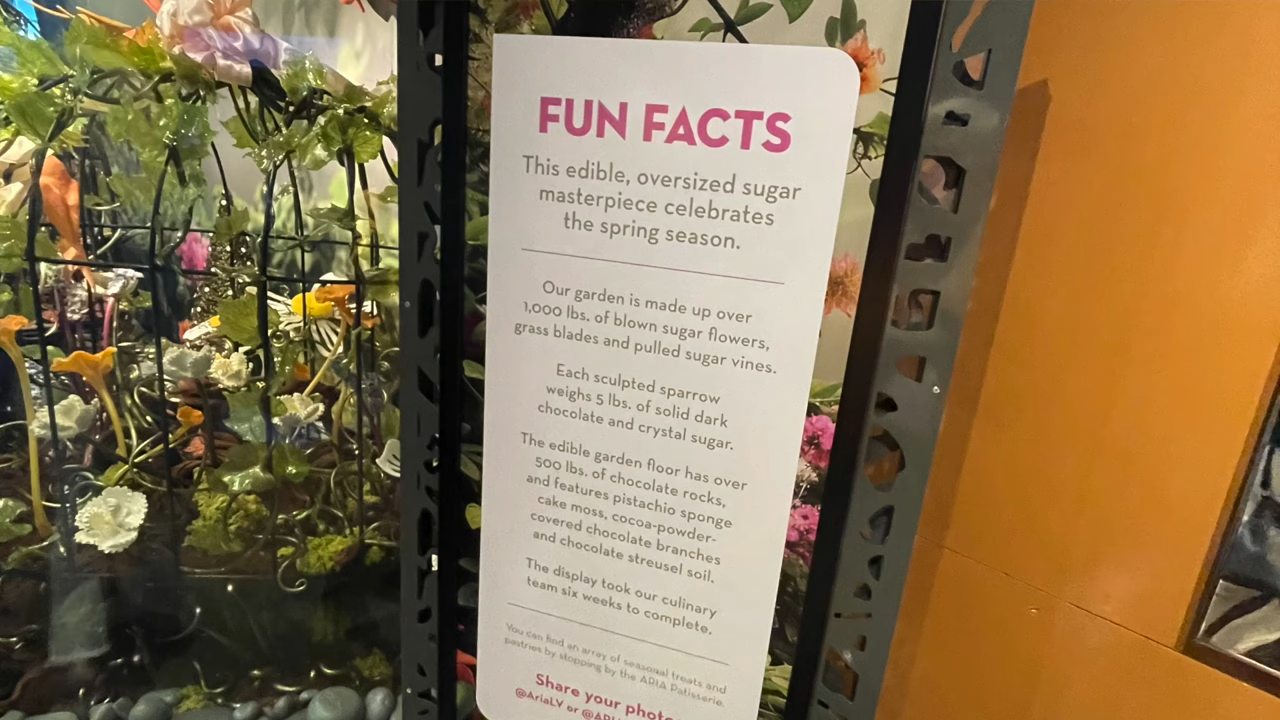 FUN FACTS
This edible, oversized sugar
masterpiece celebrates
the spring season.
Our garden is made up over
1,000 lbs. of blown sugar flowers,
grass blades and pulled sugar vines.
Each sculpted sparrow
weighs 5 lbs. of solid dark
chocolate and crystal sugar.
The edible garden floor has over
500 lbs. of chocolate rocks,
and features pistachio sponge
cake moss, cocoa-powder-
covered chocolate branches
and chocolate streusel soil.
The display took our culinary
team six weeks to complete.
You can find an array of seasonal treats and
pastries by stopping by the ARIA Patisserie.
Share your photo
@AriaLV or